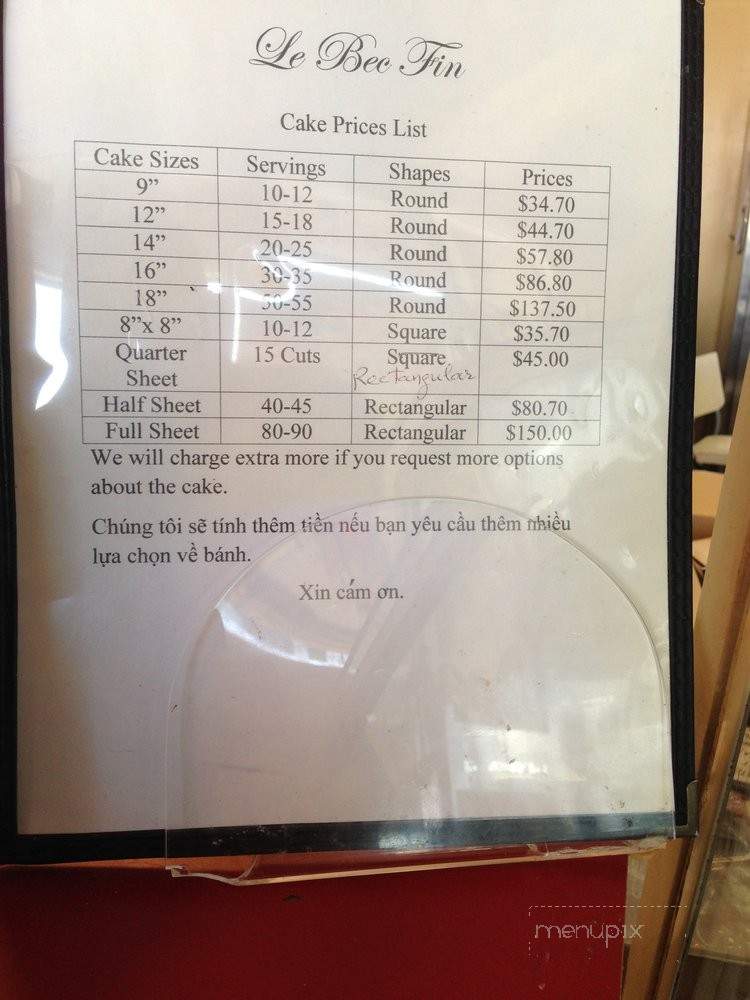 Le Bec Fin
Cake Prices List
Cake Sizes Servings Shapes Prices
9” 10-12 Round $34.70
12” 15-18 Round $44.70
14” 20-25 Round $57.80
16” 30-35 Round $86.80
18” 50-55 Round $137.50
8”x 8” 10-12 Square $35.70
Quarter Sheet 15 Cuts Square Rectangular $45.00
Half Sheet 40-45 Rectangular $80.70
Full Sheet 80-90 Rectangular $150.00
We will charge extra more if you request more options
about the cake.
Chúng tôi sẽ tính thêm tiền nếu bạn yêu cầu thêm nhiều
lựa chọn về bánh.
Xin cám ơn.
menupix